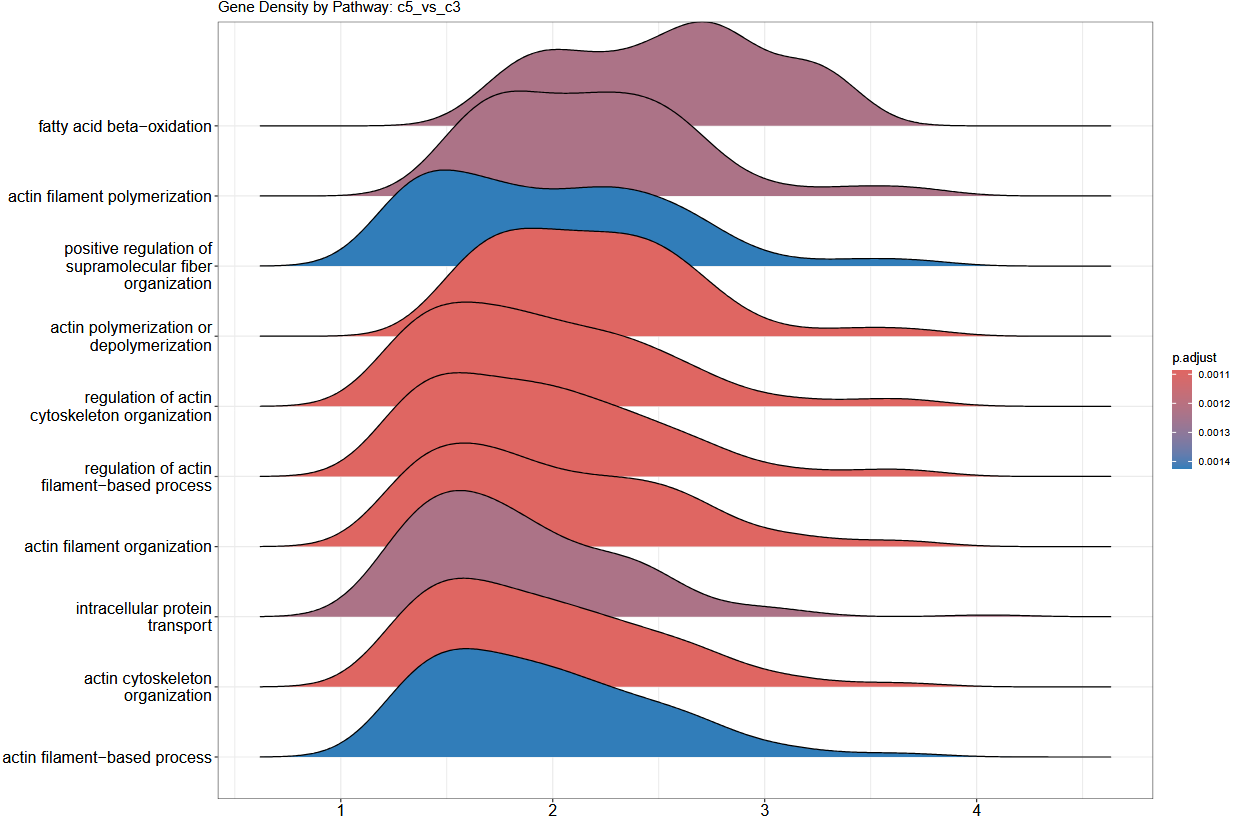 Gene Density by Pathway: c5_vs_c3
fatty acid beta−oxidation
actin filament polymerization
positive regulation of
supramolecular fiber
organization
actin polymerization or
depolymerization
regulation of actin
cytoskeleton organization
regulation of actin
filament−based process
actin filament organization
intracellular protein
transport
actin cytoskeleton
organization
actin filament−based process
1
2
3
4
p.adjust
0.0011
0.0012
0.0013
0.0014